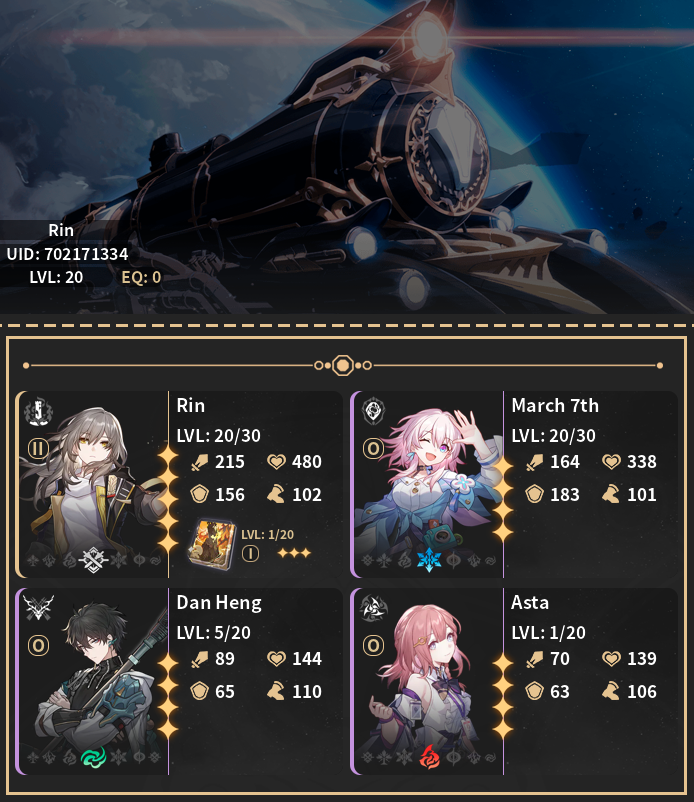 Rin
UID: 702171334
LVL: 20 EQ: 0
Rin
LVL: 20/30
215 480
156 102
LVL: 1/20
I
II
March 7th
LVL: 20/30
164 338
183 101
O
Dan Heng
LVL: 5/20
89 144
65 110
O
Asta
LVL: 1/20
70 139
63 106
O